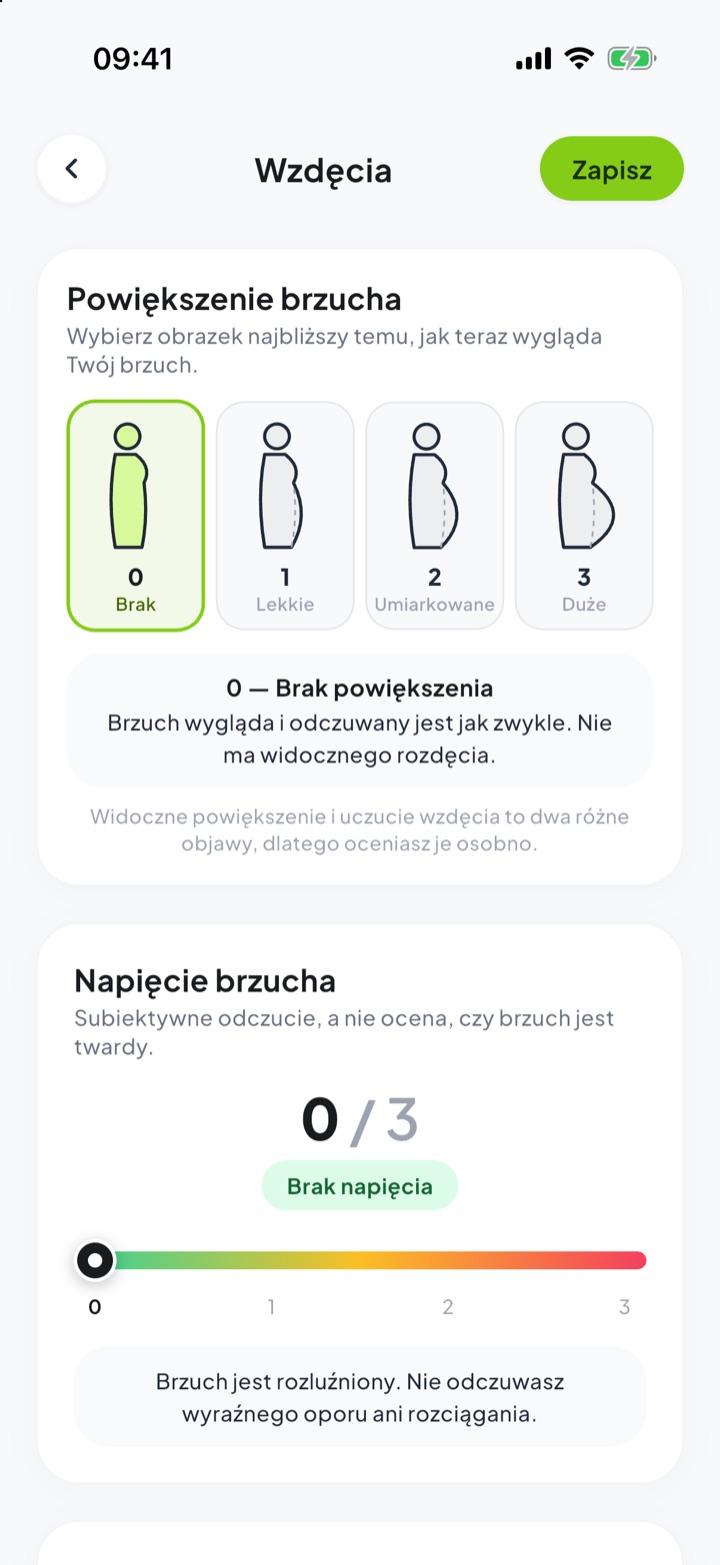 09:41
Wzdęcia
Zapisz
Powiększenie brzucha
Wybierz obrazek najbliższy temu, jak teraz wygląda
Twój brzuch.
0
Brak
1
Lekkie
2
Umiarkowane
3
Duże
0 — Brak powiększenia
Brzuch wygląda i odczuwany jest jak zwykle. Nie
ma widocznego rozdęcia.
Widoczne powiększenie i uczucie wzdęcia to dwa różne
objawy, dlatego oceniasz je osobno.
Napięcie brzucha
Subiektywne odczucie, a nie ocena, czy brzuch jest
twardy.
0 / 3
Brak napięcia
0 1 2 3
Brzuch jest rozluźniony. Nie odczuwasz
wyraźnego oporu ani rozciągania.